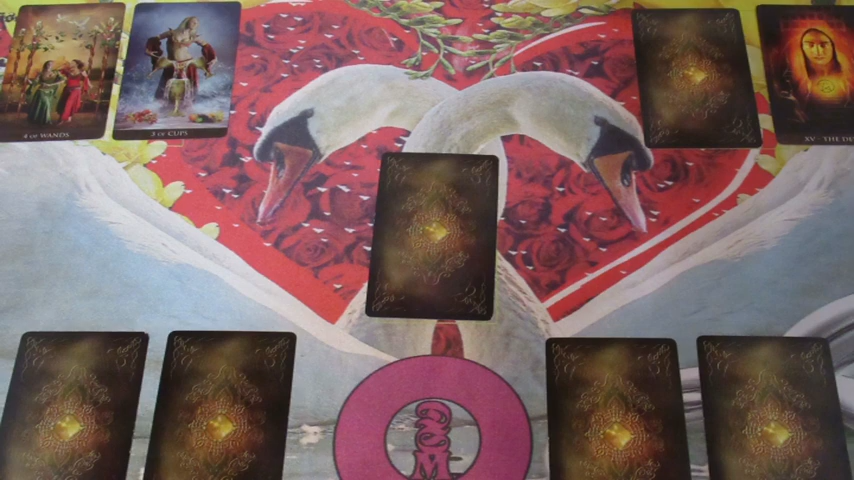 4 OF WANDS
3 OF CUPS
XV - THE DE